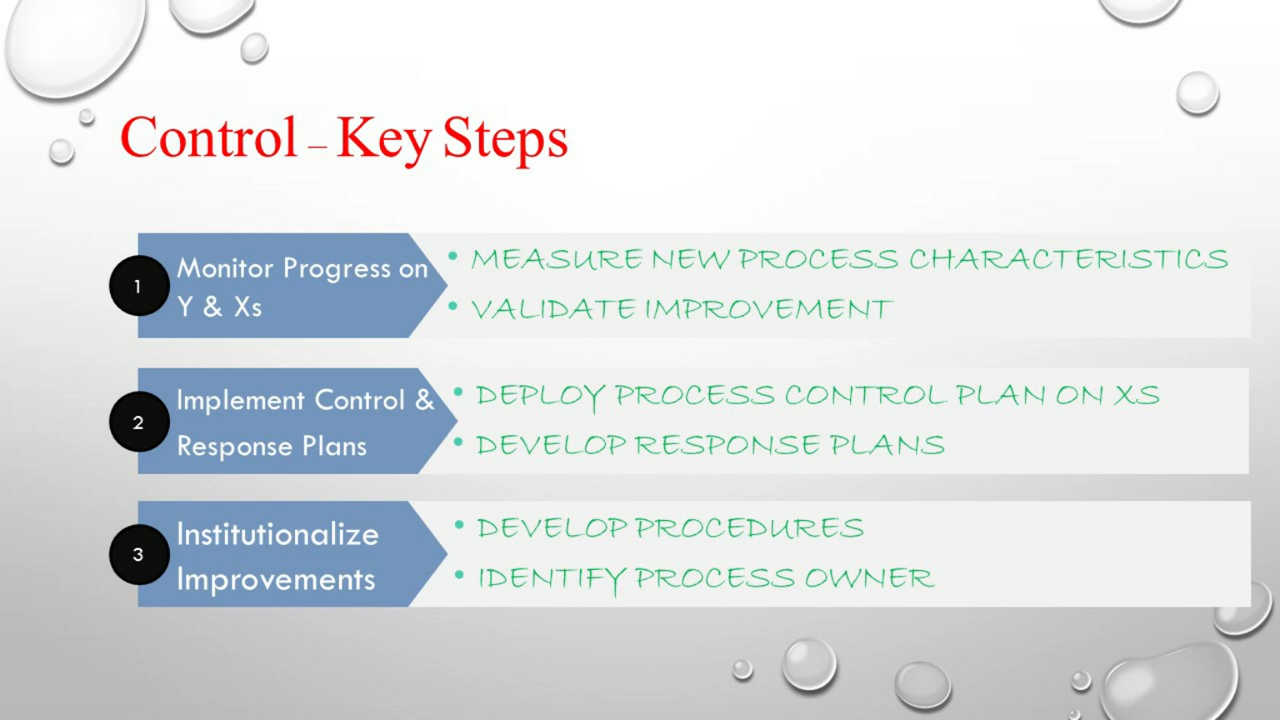 Control – Key Steps
1
Monitor Progress on
Y & Xs
• MEASURE NEW PROCESS CHARACTERISTICS
• VALIDATE IMPROVEMENT
2
Implement Control &
Response Plans
• DEPLOY PROCESS CONTROL PLAN ON XS
• DEVELOP RESPONSE PLANS
3
Institutionalize
Improvements
• DEVELOP PROCEDURES
• IDENTIFY PROCESS OWNER